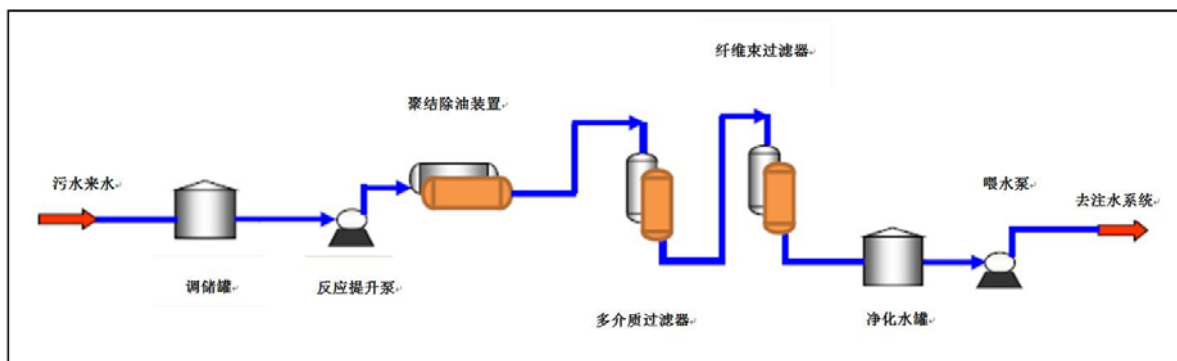 纤维束过滤器
聚结除油装置
污水来水
喂水泵
去注水系统
调储罐
反应提升泵
多介质过滤器
净化水罐